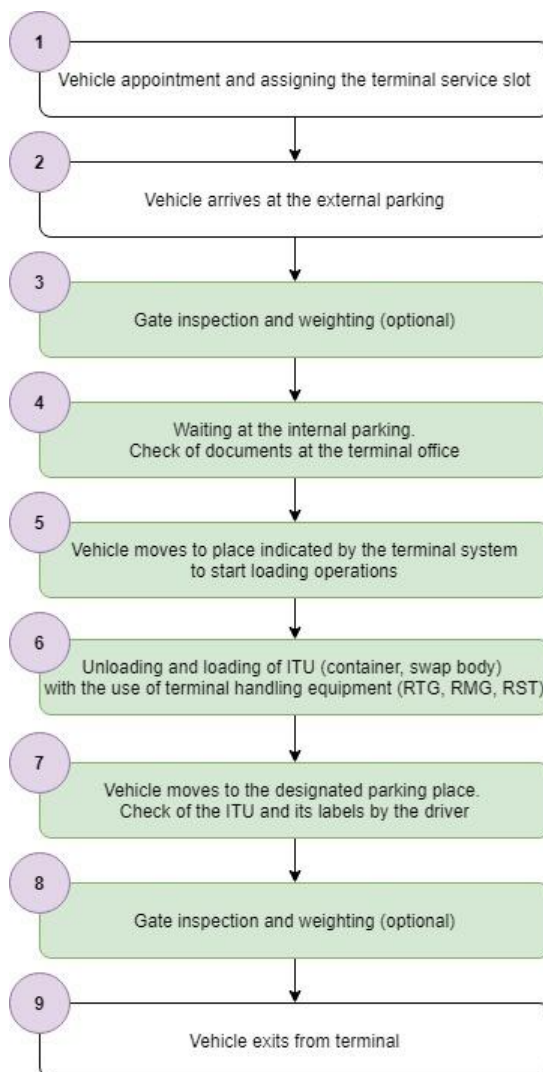 1
Vehicle appointment and assigning the terminal service slot
2
Vehicle arrives at the external parking
3
Gate inspection and weighting (optional)
4
Waiting at the internal parking.
Check of documents at the terminal office
5
Vehicle moves to place indicated by the terminal system
to start loading operations
6
Unloading and loading of ITU (container, swap body)
with the use of terminal handling equipment (RTG, RMG, RST)
7
Vehicle moves to the designated parking place.
Check of the ITU and its labels by the driver
8
Gate inspection and weighting (optional)
9
Vehicle exits from terminal